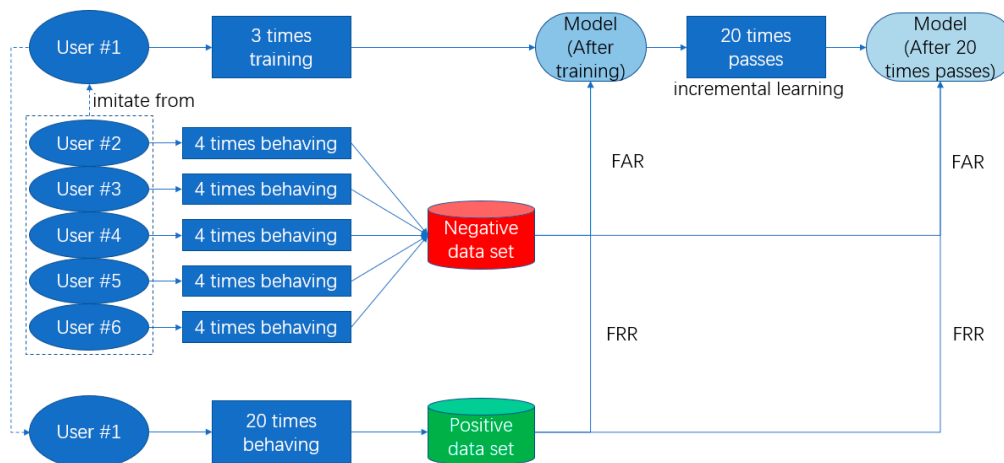 User #1
3 times
training
Model
(After
training)
20 times
passes
incremental learning
Model
(After 20
times passes)
imitate from
User #2
4 times behaving
User #3
4 times behaving
User #4
4 times behaving
User #5
4 times behaving
User #6
4 times behaving
Negative
data set
FAR
FAR
FRR
FRR
User #1
20 times
behaving
Positive
data set